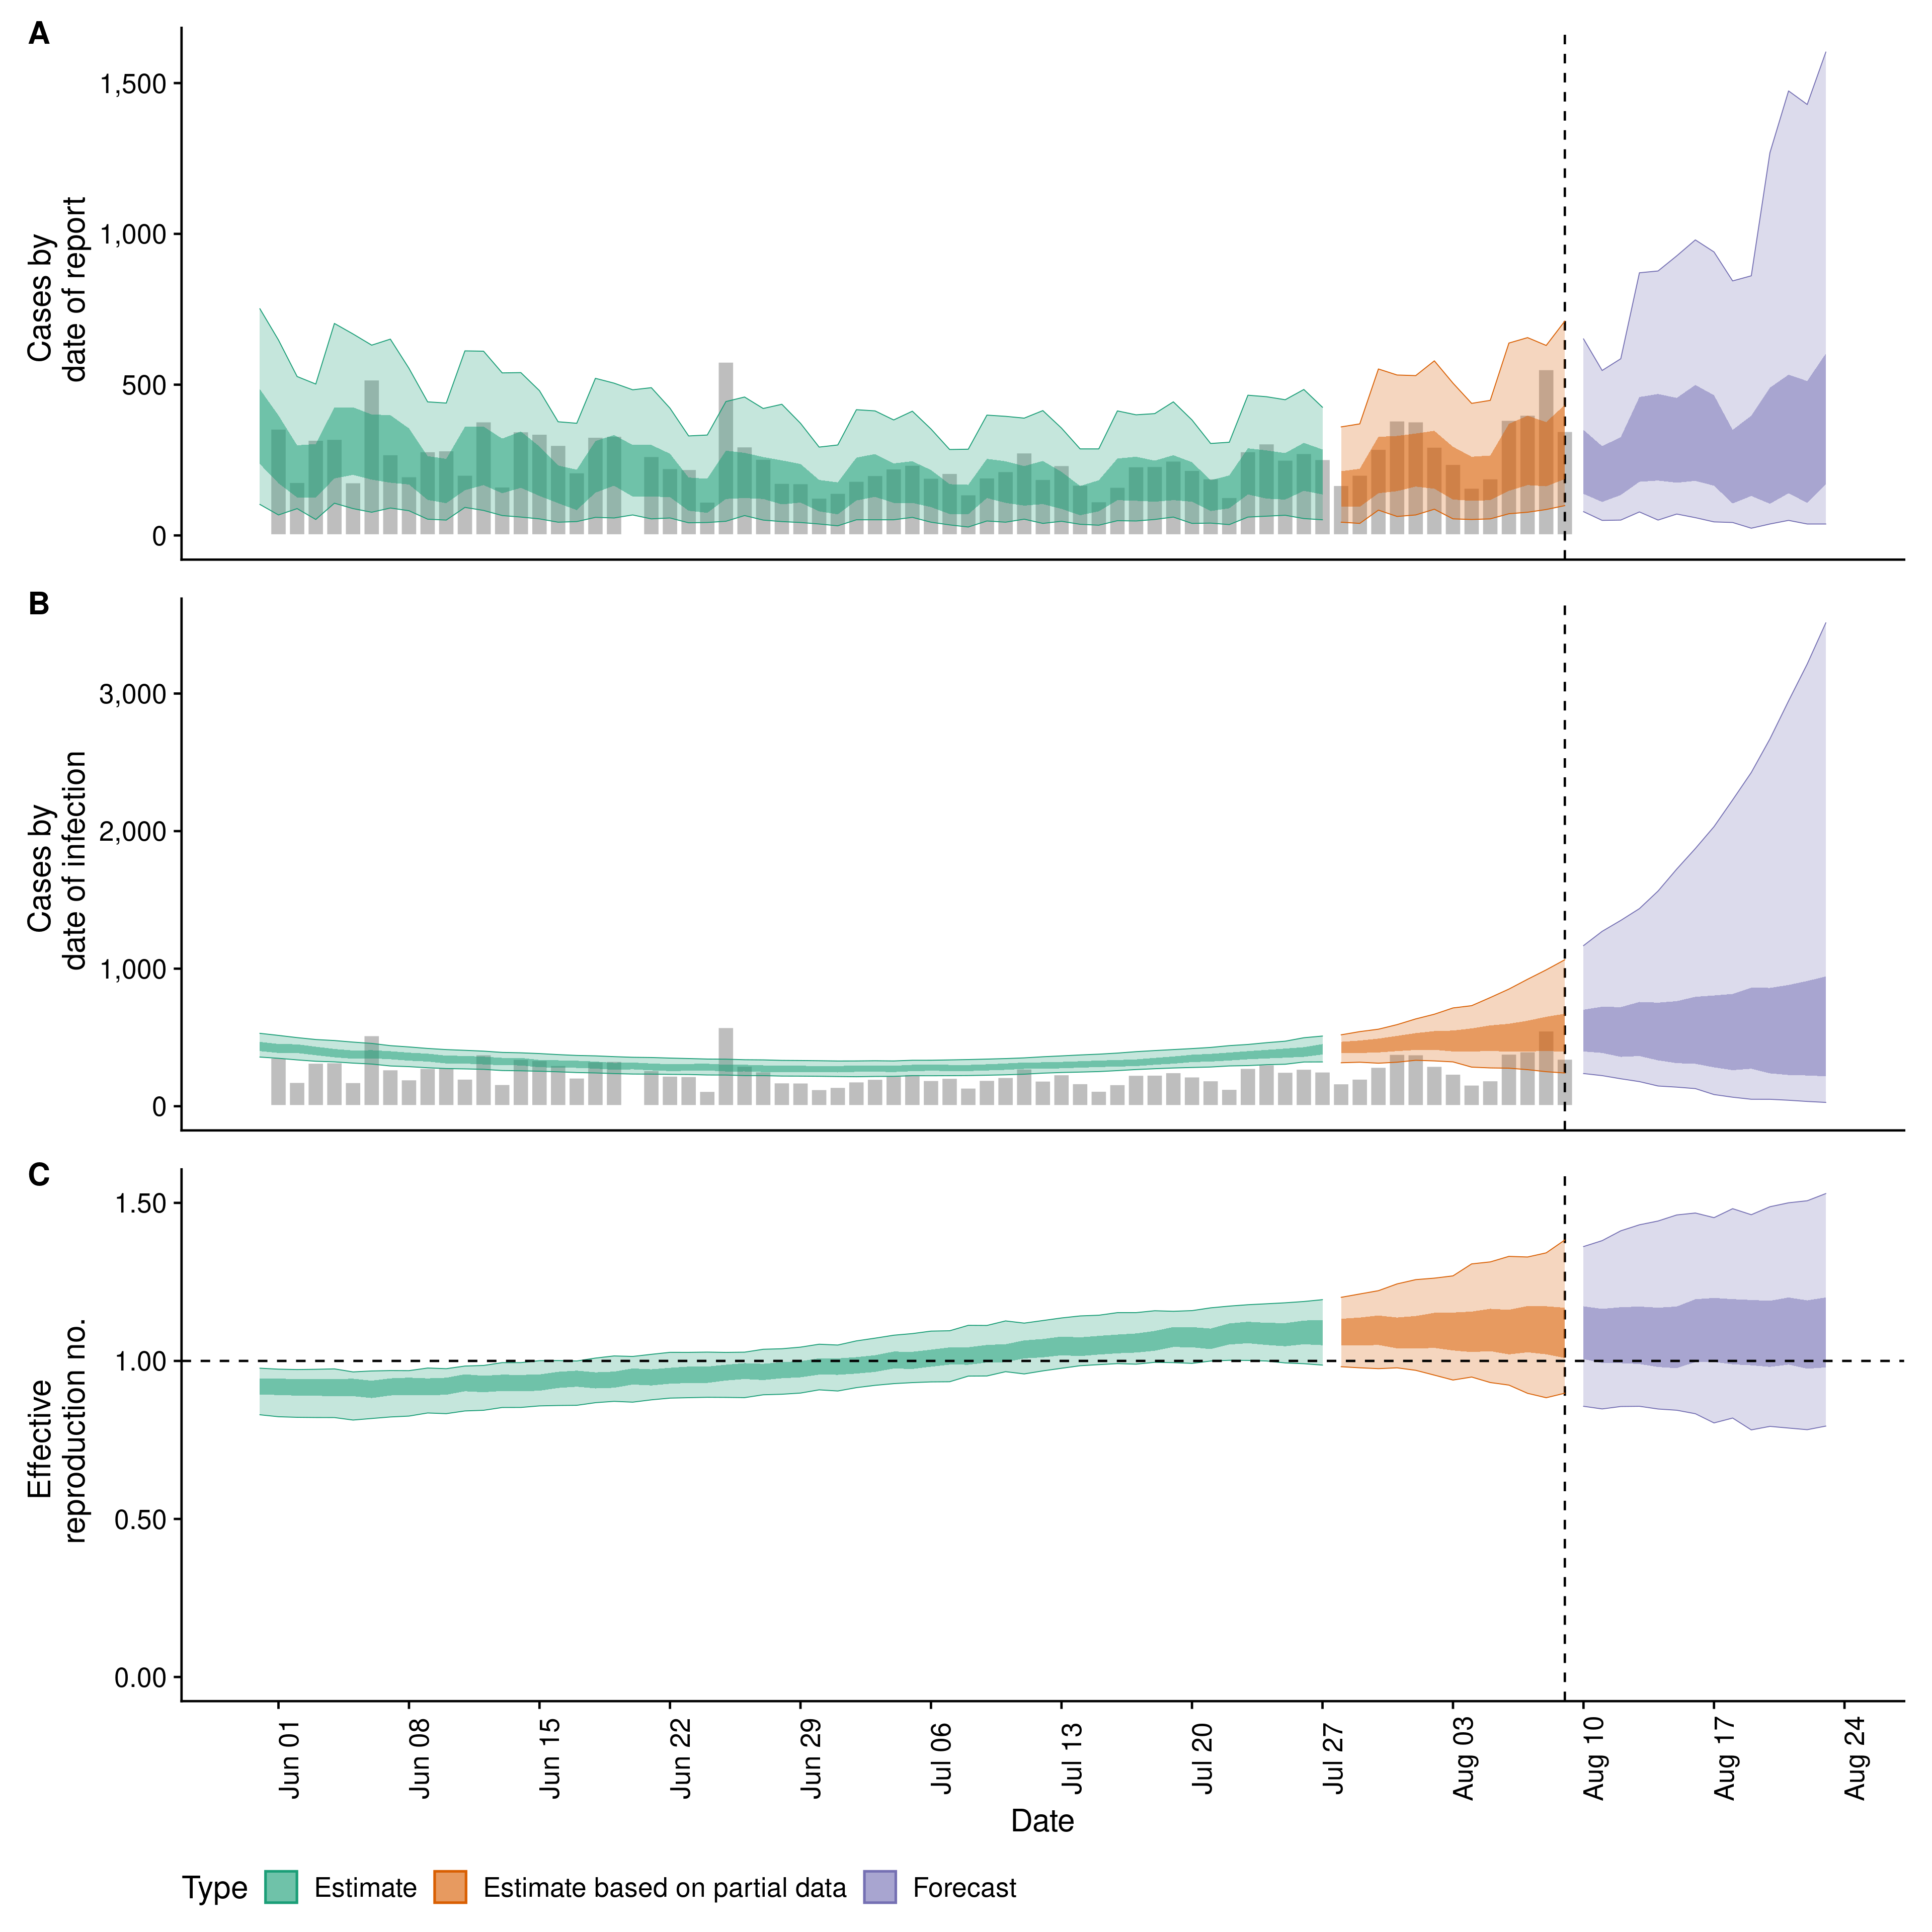 A
1,500
1,000
500
0
Cases by
date of report
B
3,000
2,000
1,000
0
Cases by
date of infection
C
1.50
1.00
0.50
0.00
Effective
reproduction no.
Jun 01
Jun 08
Jun 15
Jun 22
Jun 29
Jul 06
Jul 13
Jul 20
Jul 27
Aug 03
Aug 10
Aug 17
Aug 24
Date
Type Estimate Estimate based on partial data Forecast